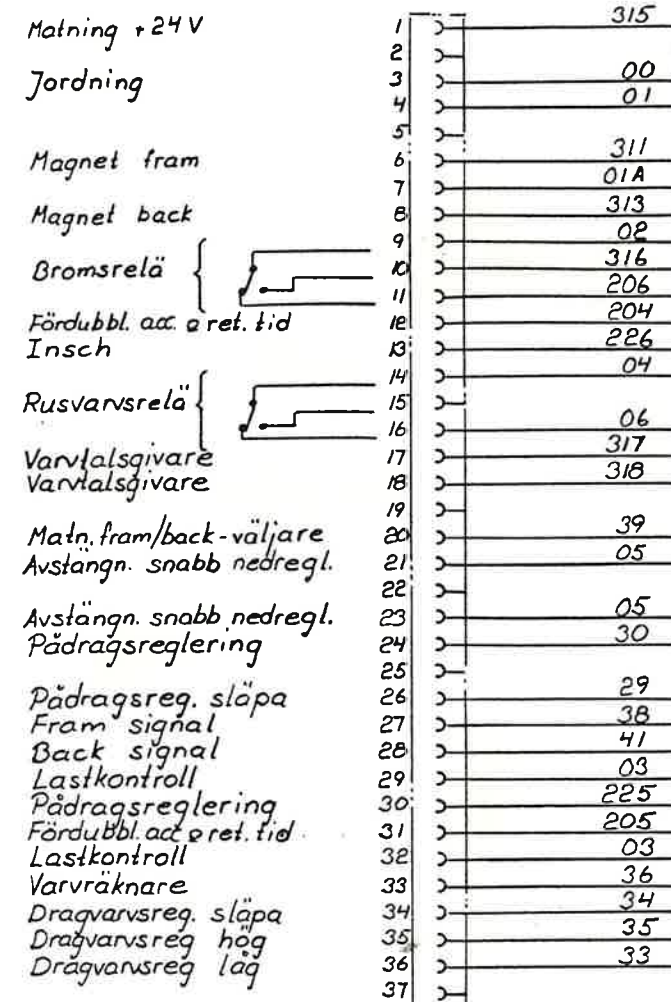 Matning +24V 1 315
2
Jordning 3 00
4 01
5
Magnet fram 6 311
7 01A
Magnet back 8 313
9 02
Bromsrelä { 10 316
11 206
Fördubbl. acc. o ret. tid 12 204
Insch 13 226
14 04
Rusvarvsrelä { 15
16 06
Varvtalsgivare 17 317
Varvtalsgivare 18 318
19
Matn. fram/back-väljare 20 39
Avstängn. snabb nedregl. 21 05
22
Avstängn. snabb nedregl. 23 05
Pådragsreglering 24 30
25
Pådragsreg. släpa 26 29
Fram signal 27 38
Back signal 28 41
Lastkontroll 29 03
Pådragsreglering 30 225
Fördubbl. acc o ret. tid. 31 205
Lastkontroll 32 03
Varvräknare 33 36
Dragvarvsreg. släpa 34 34
Dragvarvsreg hög 35 35
Dragvarvsreg låg 36 33
37